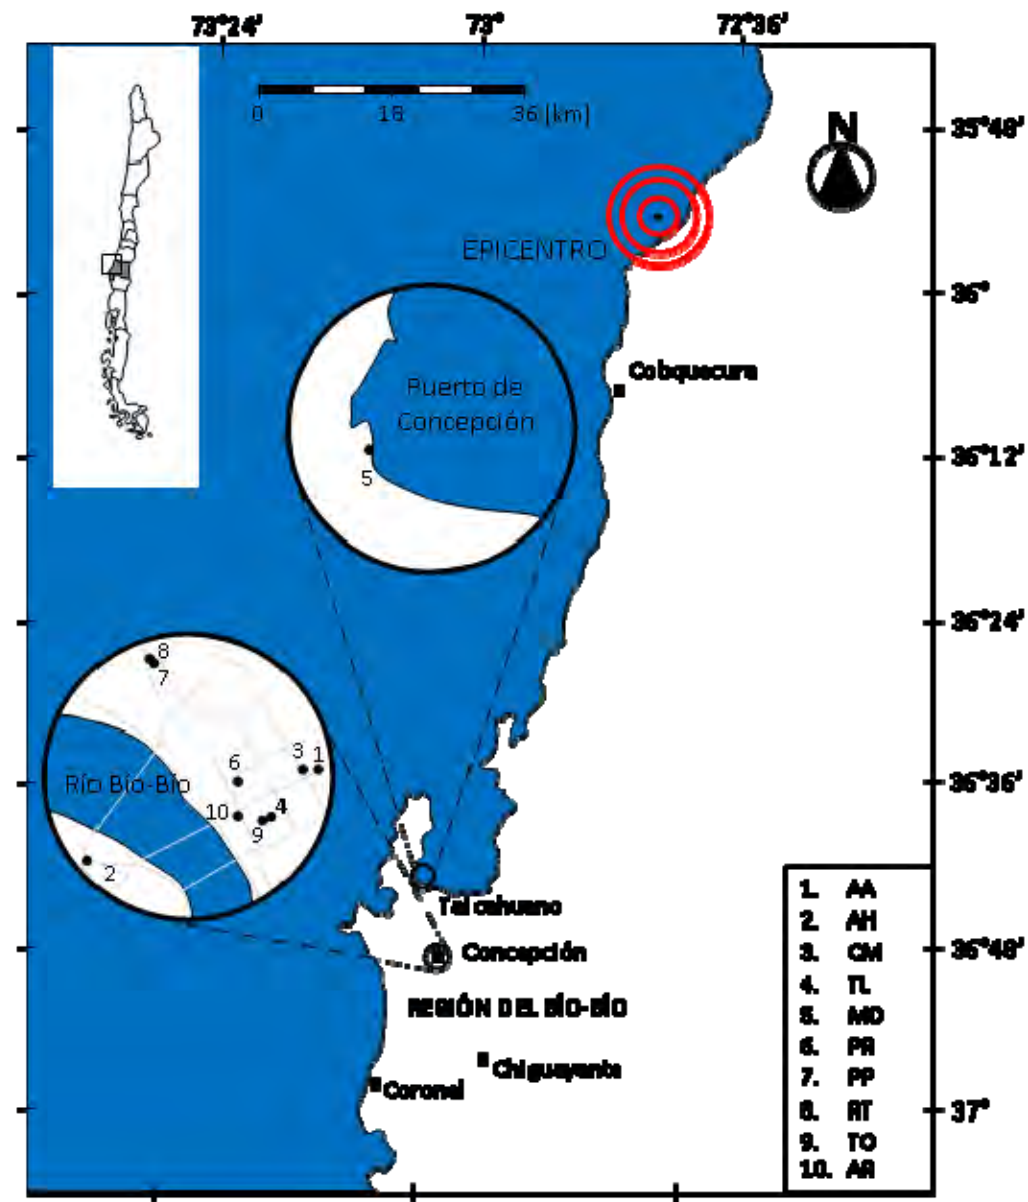 73°24'
73°
72°36'
0
18
36 [km]
N
35°48'
EPICENTRO
36°
Cobquecura
Puerto de
Concepción
36°12'
5
36°24'
8
7
3
1
6
Río Bío-Bío
36°36'
10
4
9
2
Talcahuano
Concepción
36°48'
REGIÓN DEL BÍO-BÍO
Chiguayante
Coronel
37°
1. AA
2. AH
3. CM
4. TL
5. MO
6. PR
7. PP
8. RT
9. TO
10. AR